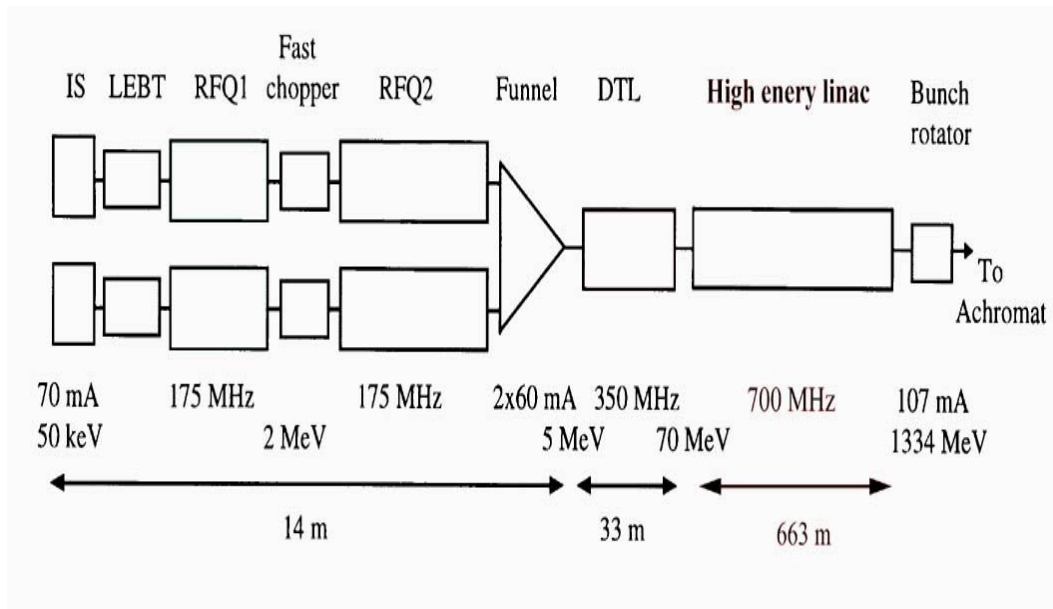 Fast
IS LEBT RFQ1 chopper RFQ2 Funnel DTL High enery linac Bunch
rotator
To
Achromat
70 mA 175 MHz 175 MHz 2x60 mA 350 MHz 700 MHz 107 mA
50 keV 2 MeV 5 MeV 70 MeV 1334 MeV
14 m 33 m 663 m